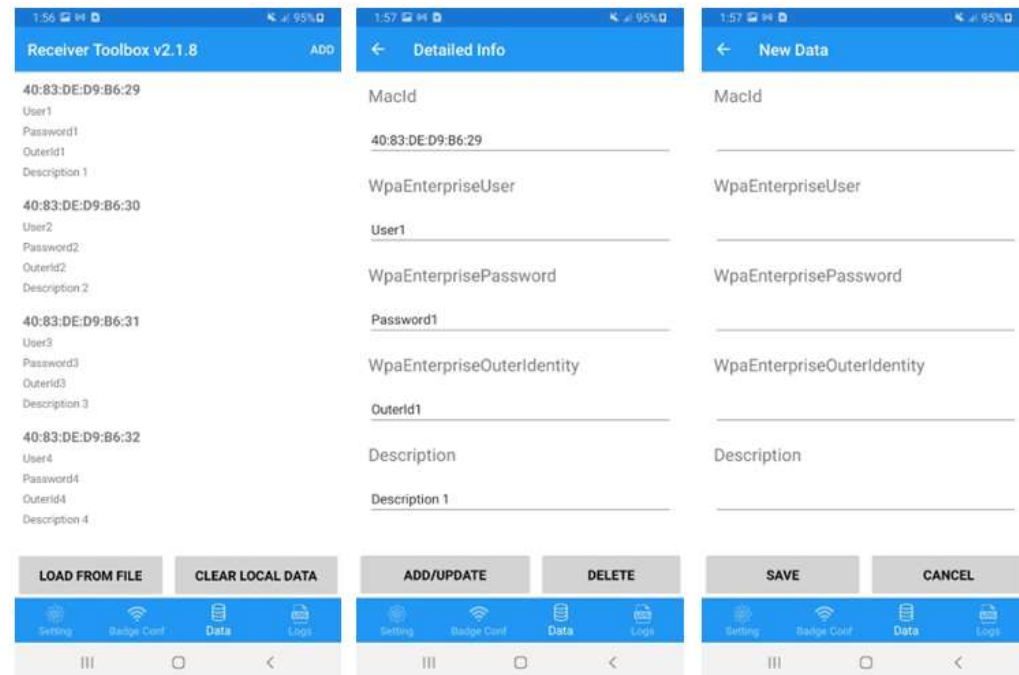 1:56
95%
Receiver Toolbox v2.1.8
ADD
40:83:DE:D9:B6:29
User1
Password1
OuterId1
Description 1
40:83:DE:D9:B6:30
User2
Password2
OuterId2
Description 2
40:83:DE:D9:B6:31
User3
Password3
OuterId3
Description 3
40:83:DE:D9:B6:32
User4
Password4
OuterId4
Description 4
LOAD FROM FILE
CLEAR LOCAL DATA
Setting
Badge Conf
Data
Logs
1:57
95%
Detailed Info
MacId
40:83:DE:D9:B6:29
WpaEnterpriseUser
User1
WpaEnterprisePassword
Password1
WpaEnterpriseOuterIdentity
OuterId1
Description
Description 1
ADD/UPDATE
DELETE
Setting
Badge Conf
Data
Logs
1:57
95%
New Data
MacId
WpaEnterpriseUser
WpaEnterprisePassword
WpaEnterpriseOuterIdentity
Description
SAVE
CANCEL
Setting
Badge Conf
Data
Logs